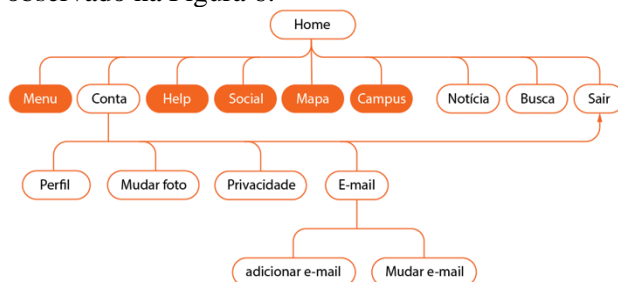 observado na Figura 8.
Home
Menu
Conta
Help
Social
Mapa
Campus
Notícia
Busca
Sair
Perfil
Mudar foto
Privacidade
E-mail
adicionar e-mail
Mudar e-mail